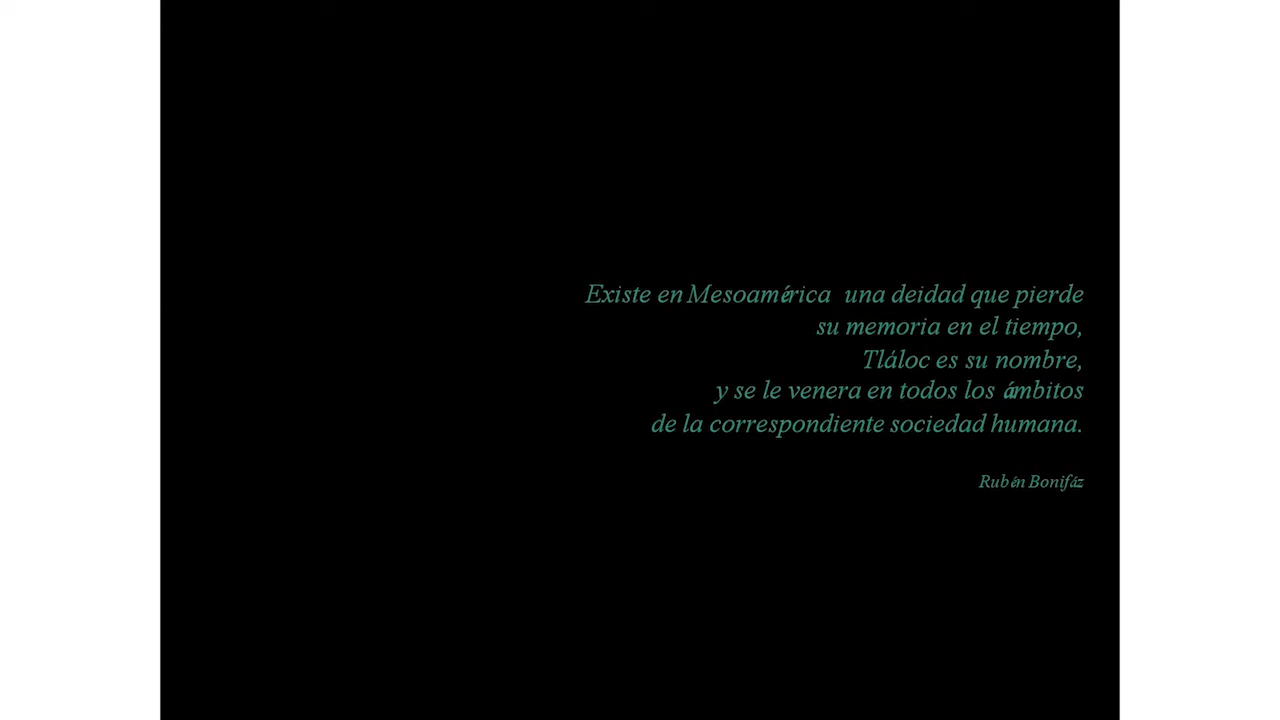 Existe en Mesoamérica una deidad que pierde
su memoria en el tiempo,
Tláloc es su nombre,
y se le venera en todos los ámbitos
de la correspondiente sociedad humana.
Rubén Bonifáz